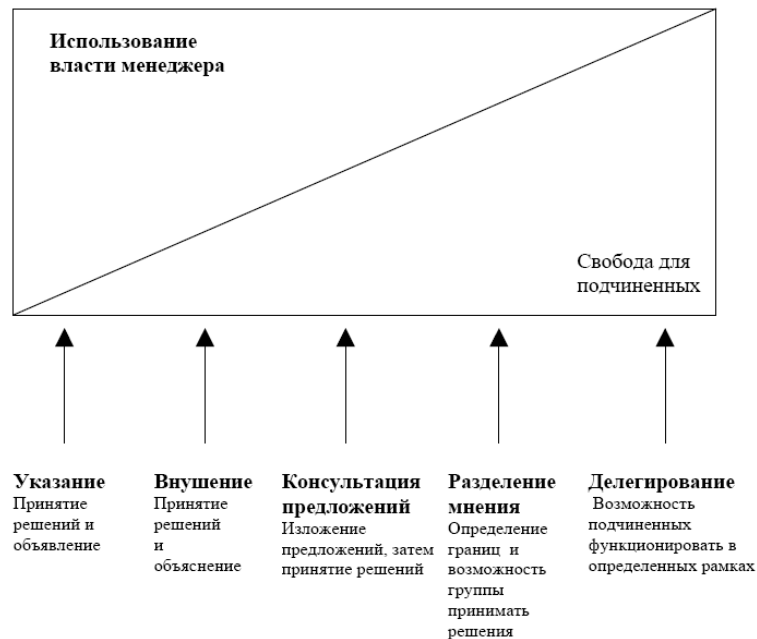 Использование
власти менеджера
Свобода для
подчиненных
Указание
Принятие
решений и
объявление
Внушение
Принятие
решений
и
объяснение
Консультация
предложений
Изложение
предложений, затем
принятие решений
Разделение
мнения
Определение
границ и
возможность
группы
принимать
решения
Делегирование
Возможность
подчиненных
функционировать в
определенных рамках